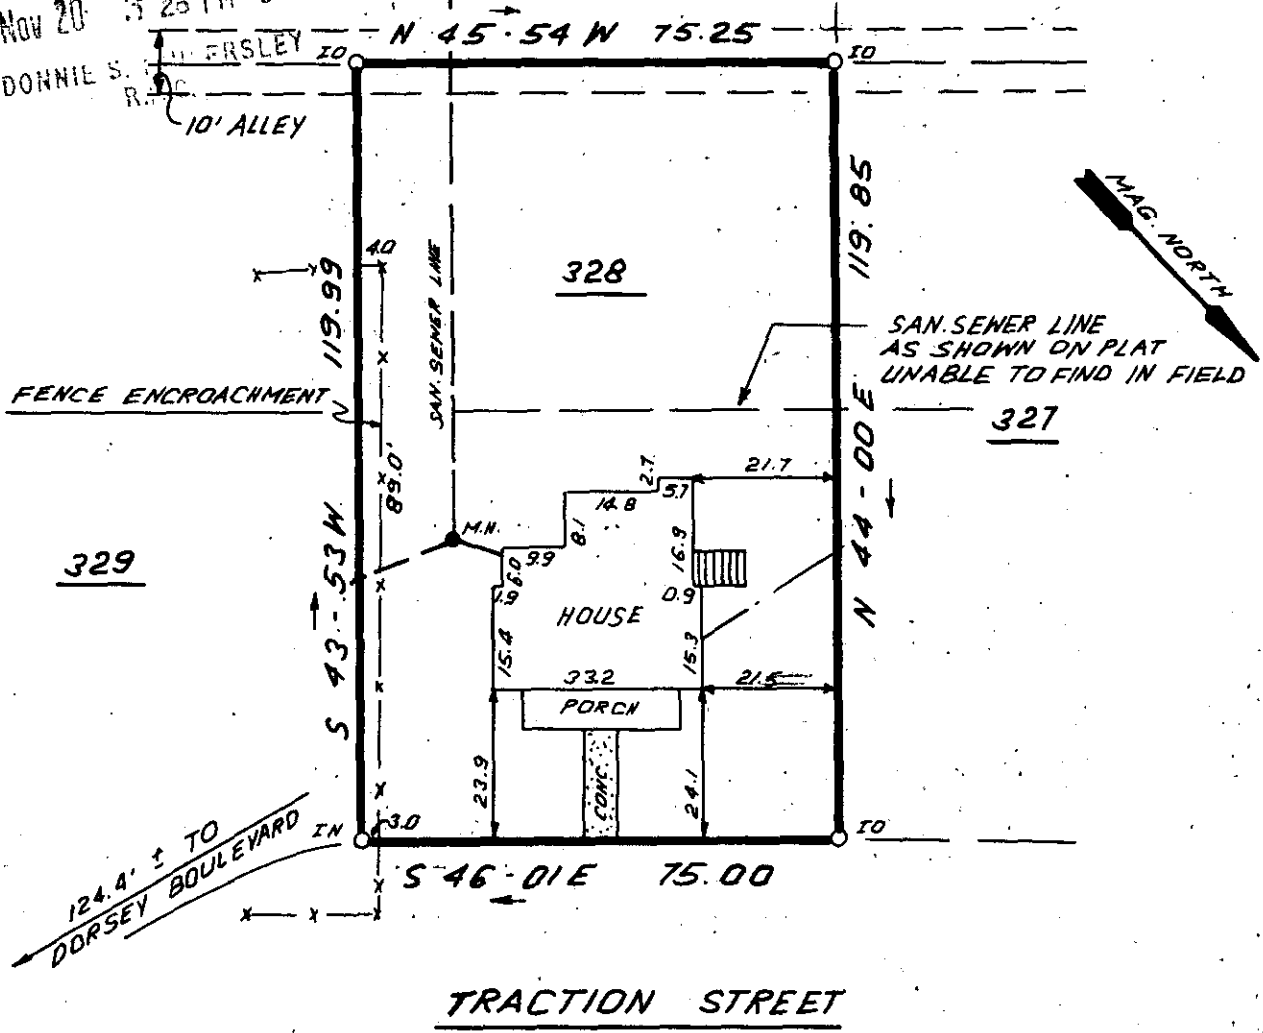 Nov 20
DONNIE S.
10' ALLEY
IO
N 45-54 W 75.25
IO
MAG. NORTH
4.0
S 43-53 W 119.99
SAN. SEWER LINE
328
N 44-00 E 119.85
SAN. SEWER LINE
AS SHOWN ON PLAT
UNABLE TO FIND IN FIELD
FENCE ENCROACHMENT
89.0'
327
329
M.H.
9.9
6.0
1.9
15.4
8.1
14.8
2.7
5.7
21.7
16.9
0.9
15.3
HOUSE
33.2
21.5
PORCH
23.9
CONC.
24.1
IN
3.0
IO
S 46-01 E 75.00
124.4' ± TO
DORSEY BOULEVARD
TRACTION STREET